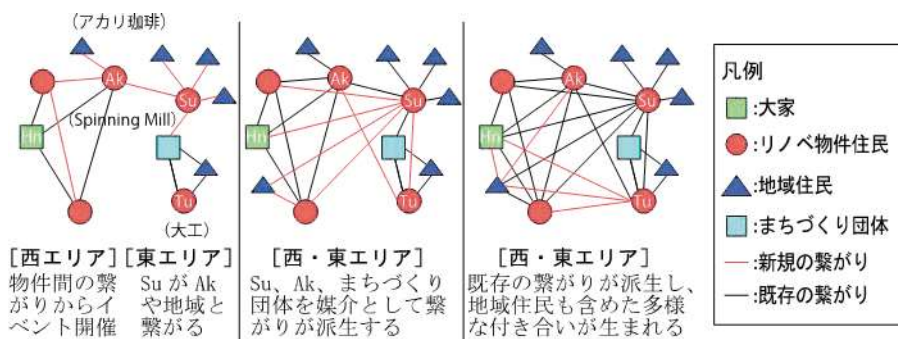 (アカリ珈琲)
Ak
Su
(Spinning Mill)
Hn
Tu
(大工)
[西エリア]
物件間の繋
がりからイ
ベント開催
[東エリア]
SuがAk
や地域と
繋がる
Ak
Su
Hn
Tu
[西・東エリア]
Su、Ak、まちづくり
団体を媒介として繋
がりが派生する
Ak
Su
Hn
Tu
[西・東エリア]
既存の繋がりが派生し、
地域住民も含めた多様
な付き合いが生まれる
凡例
:大家
:リノベ物件住民
:地域住民
:まちづくり団体
:新規の繋がり
:既存の繋がり